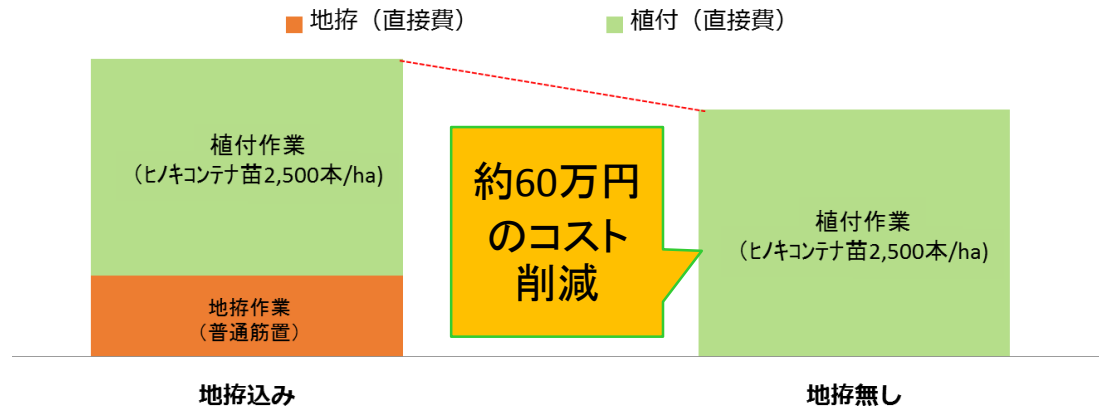 地拵（直接費）
植付（直接費）
植付作業
（ﾋﾉｷコンテナ苗2,500本/ha)
地拵作業
（普通筋置）
約60万円
のコスト
削減
植付作業
（ﾋﾉｷコンテナ苗2,500本/ha)
地拵込み
地拵無し